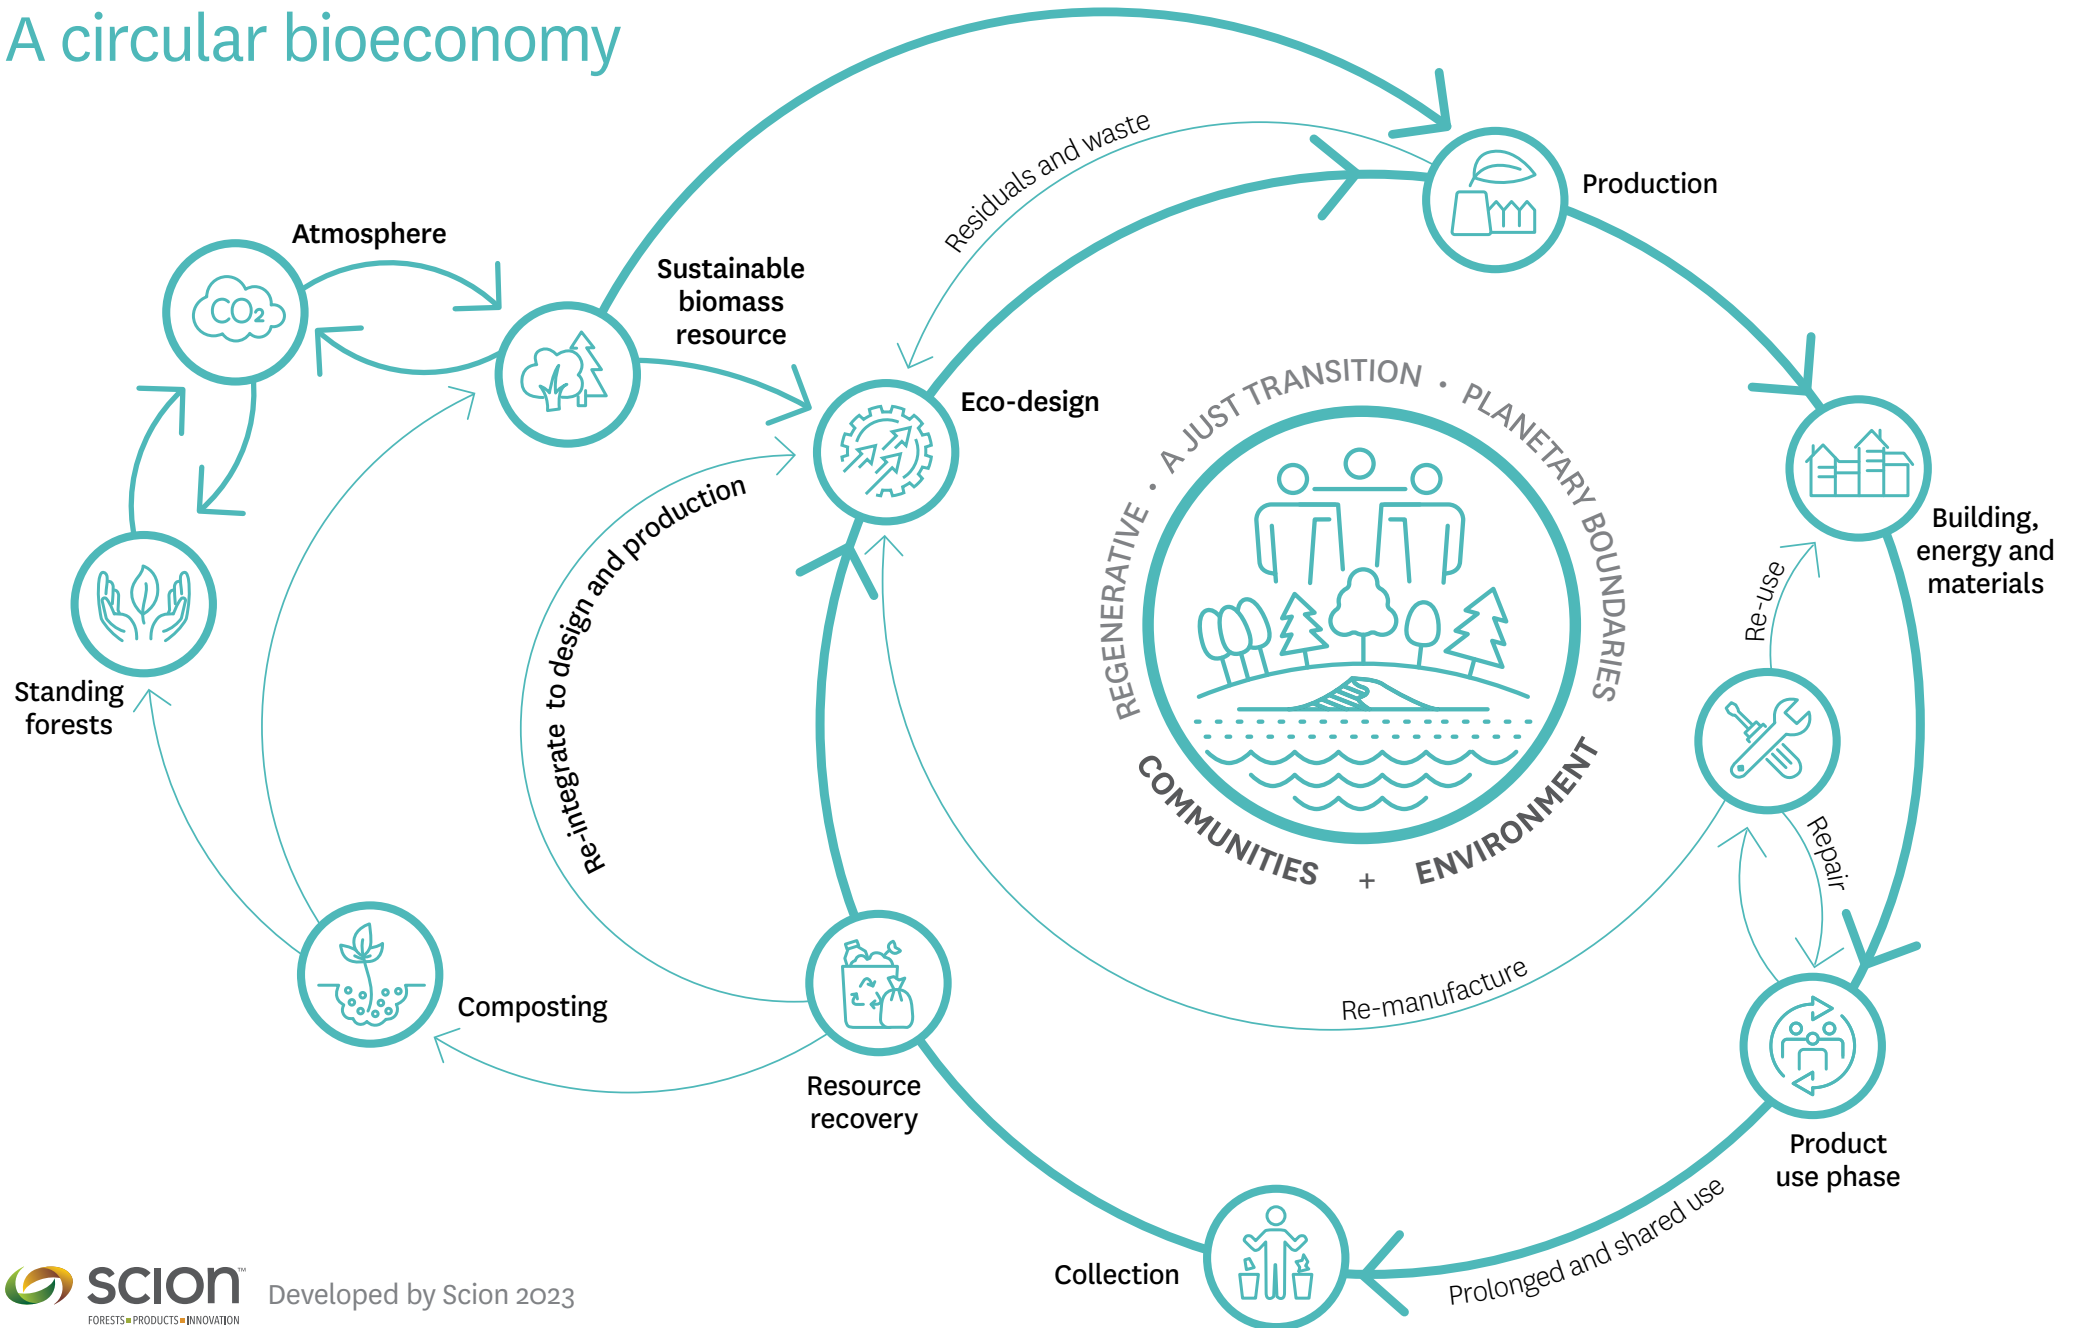 A circular bioeconomy
Residuals and waste
Production
Atmosphere
CO2
Sustainable
biomass
resource
Eco-design
REGENERATIVE • A JUST TRANSITION • PLANETARY BOUNDARIES
COMMUNITIES + ENVIRONMENT
Building,
energy and
materials
Re-use
Re-integrate to design and production
Standing
forests
Repair
Re-manufacture
Composting
Resource
recovery
Product
use phase
Prolonged and shared use
Collection
SCION™
FORESTS PRODUCTS INNOVATION
Developed by Scion 2023